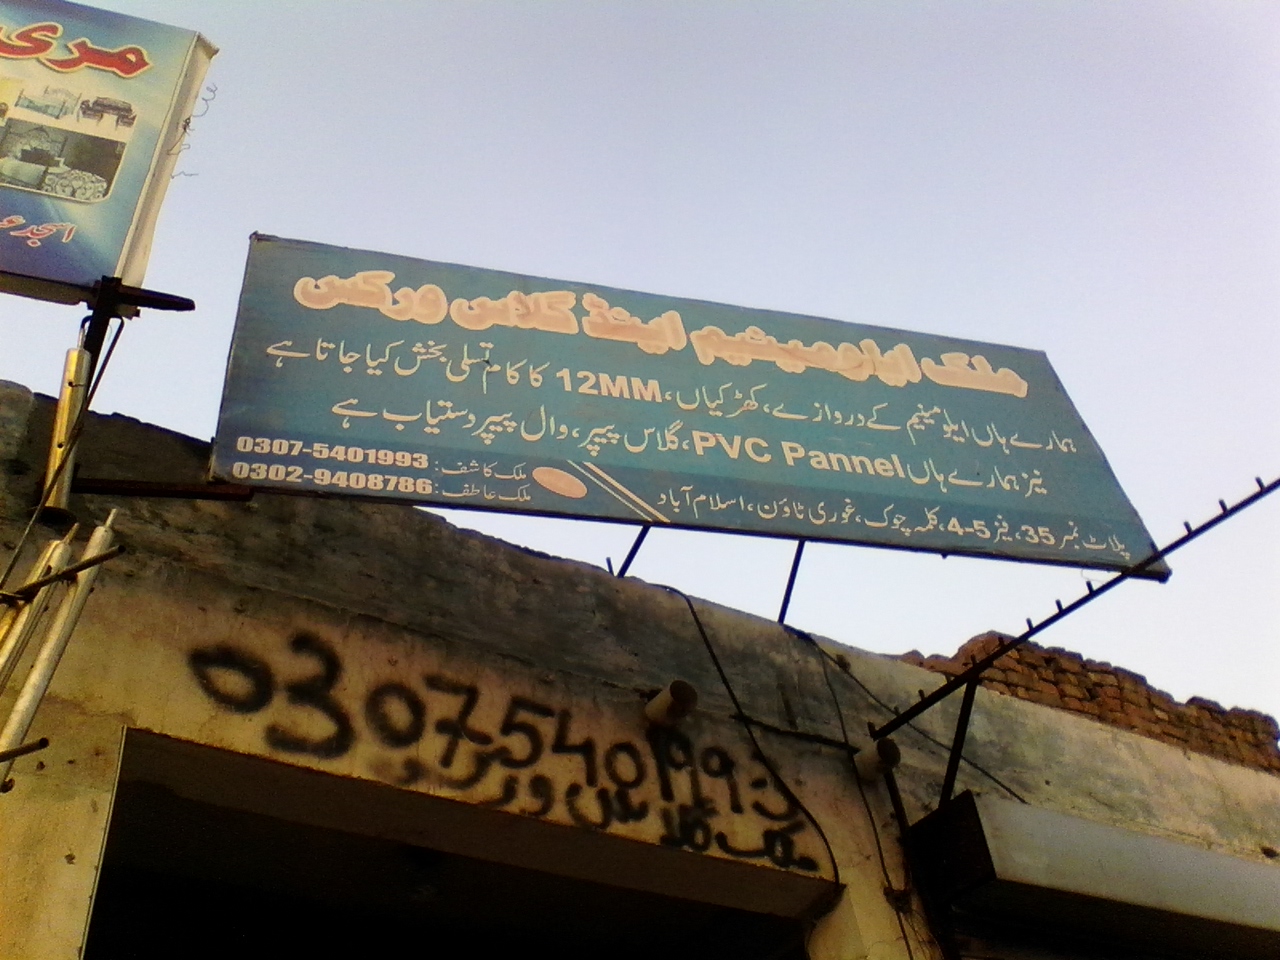 مری
امجد
ملک ایلومینیم اینڈ گلاس ورکس
ہمارے ہاں ایلومینیم کے دروازے، کھڑکیاں، 12MM کا کام تسلی بخش کیا جاتا ہے
نیز ہمارے ہاں PVC Pannel، گلاس پیپر، وال پیپر دستیاب ہے
ملک کاشف: 0307-5401993
ملک عاطف: 0302-9408786
پلاٹ نمبر 35، فیز 5-4، کلمہ چوک، غوری ٹاؤن، اسلام آباد
03075401993
ملک گلاس ورکس